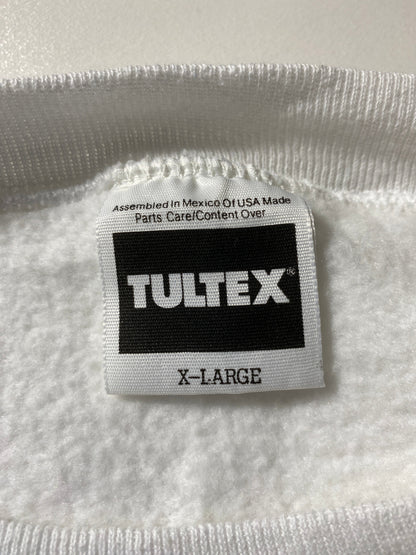 Assembled In Mexico Of USA Made
Parts Care/Content Over
TULTEX®
X-LARGE